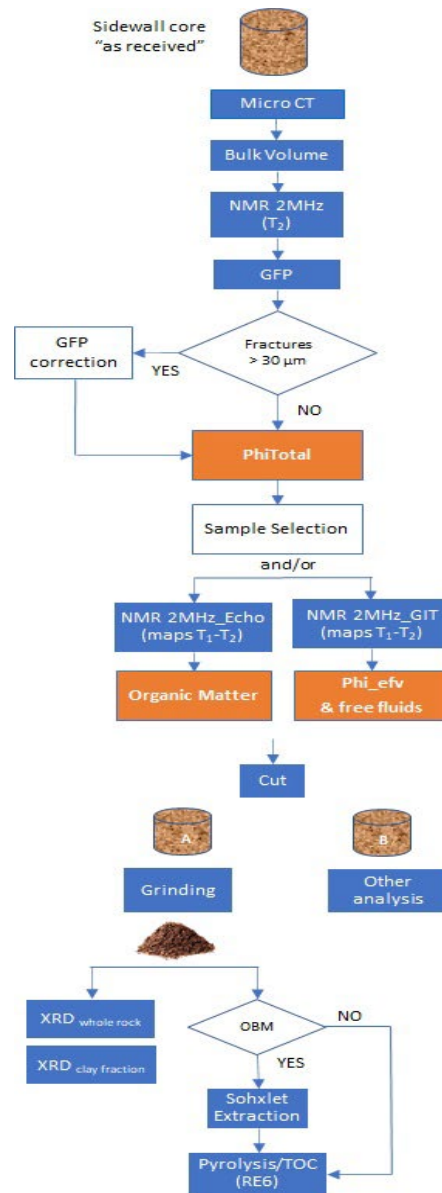 Sidewall core
"as received"
Micro CT
Bulk Volume
NMR 2MHz
(T₂)
GFP
Fractures
> 30 µm
GFP
correction
YES
NO
PhiTotal
Sample Selection
and/or
NMR 2MHz_Echo
(maps T₁-T₂)
NMR 2MHz_GIT
(maps T₁-T₂)
Organic Matter
Phi_efv
& free fluids
Cut
A
B
Grinding
Other
analysis
XRD whole rock
XRD clay fraction
OBM
NO
YES
Sohxlet
Extraction
Pyrolysis/TOC
(RE6)